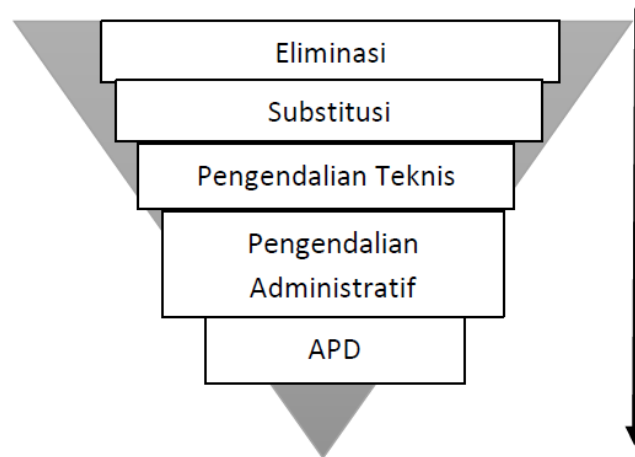 Eliminasi
Substitusi
Pengendalian Teknis
Pengendalian
Administratif
APD